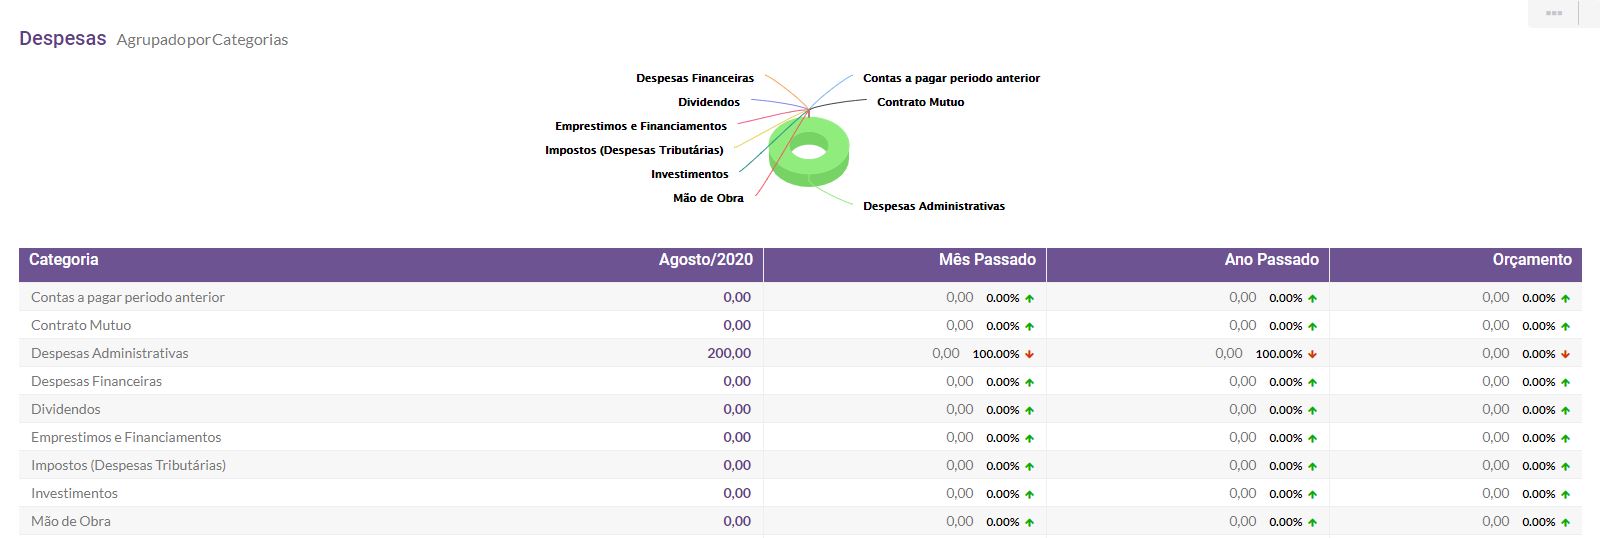 Despesas Agrupado por Categorias
Despesas Financeiras Contas a pagar periodo anterior
Dividendos Contrato Mutuo
Emprestimos e Financiamentos
Impostos (Despesas Tributárias)
Investimentos
Mão de Obra
Despesas Administrativas
Categoria Agosto/2020 Mês Passado Ano Passado Orçamento
Contas a pagar periodo anterior 0,00 0,00 0.00% 0,00 0.00% 0,00 0.00%
Contrato Mutuo 0,00 0,00 0.00% 0,00 0.00% 0,00 0.00%
Despesas Administrativas 200,00 0,00 100.00% 0,00 100.00% 0,00 0.00%
Despesas Financeiras 0,00 0,00 0.00% 0,00 0.00% 0,00 0.00%
Dividendos 0,00 0,00 0.00% 0,00 0.00% 0,00 0.00%
Emprestimos e Financiamentos 0,00 0,00 0.00% 0,00 0.00% 0,00 0.00%
Impostos (Despesas Tributárias) 0,00 0,00 0.00% 0,00 0.00% 0,00 0.00%
Investimentos 0,00 0,00 0.00% 0,00 0.00% 0,00 0.00%
Mão de Obra 0,00 0,00 0.00% 0,00 0.00% 0,00 0.00%